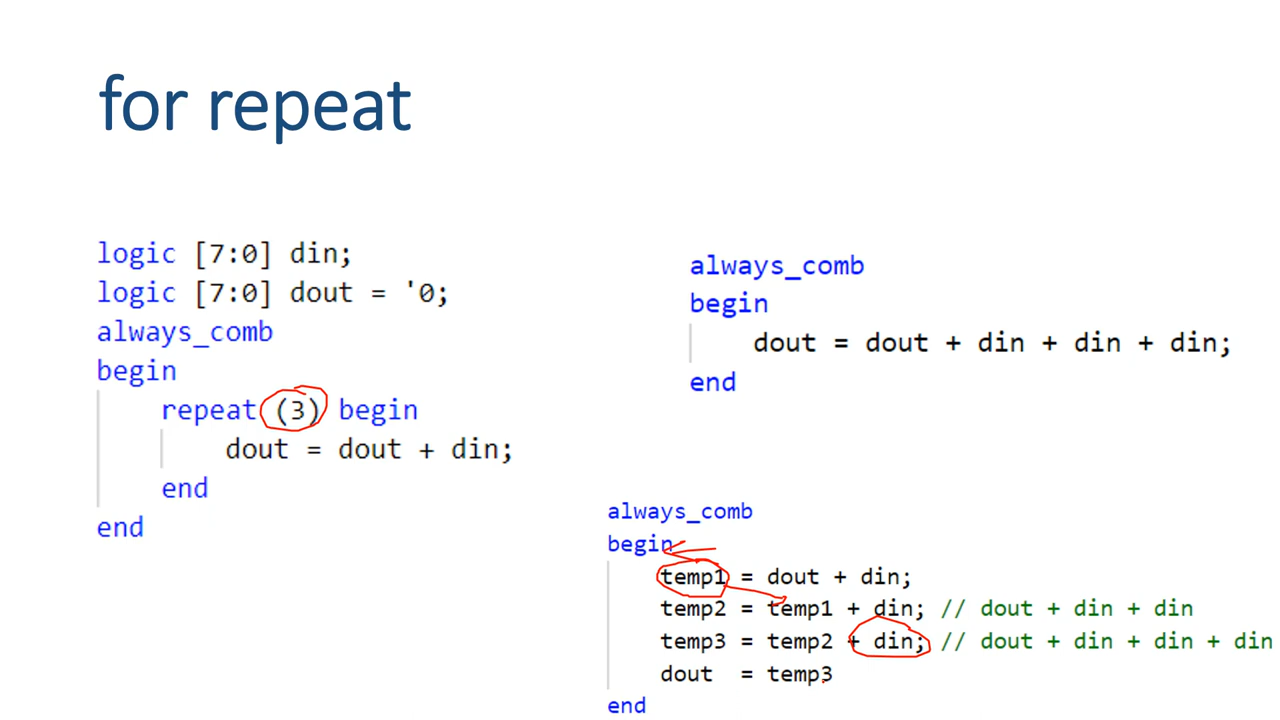 for repeat
logic [7:0] din;
logic [7:0] dout = '0;
always_comb
begin
repeat (3) begin
dout = dout + din;
end
end
always_comb
begin
dout = dout + din + din + din;
end
always_comb
begin
temp1 = dout + din;
temp2 = temp1 + din; // dout + din + din
temp3 = temp2 + din; // dout + din + din + din
dout = temp3
end